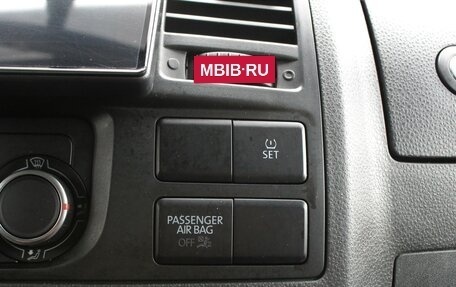 MBIB·RU
SET
PASSENGER
AIR BAG
OFF